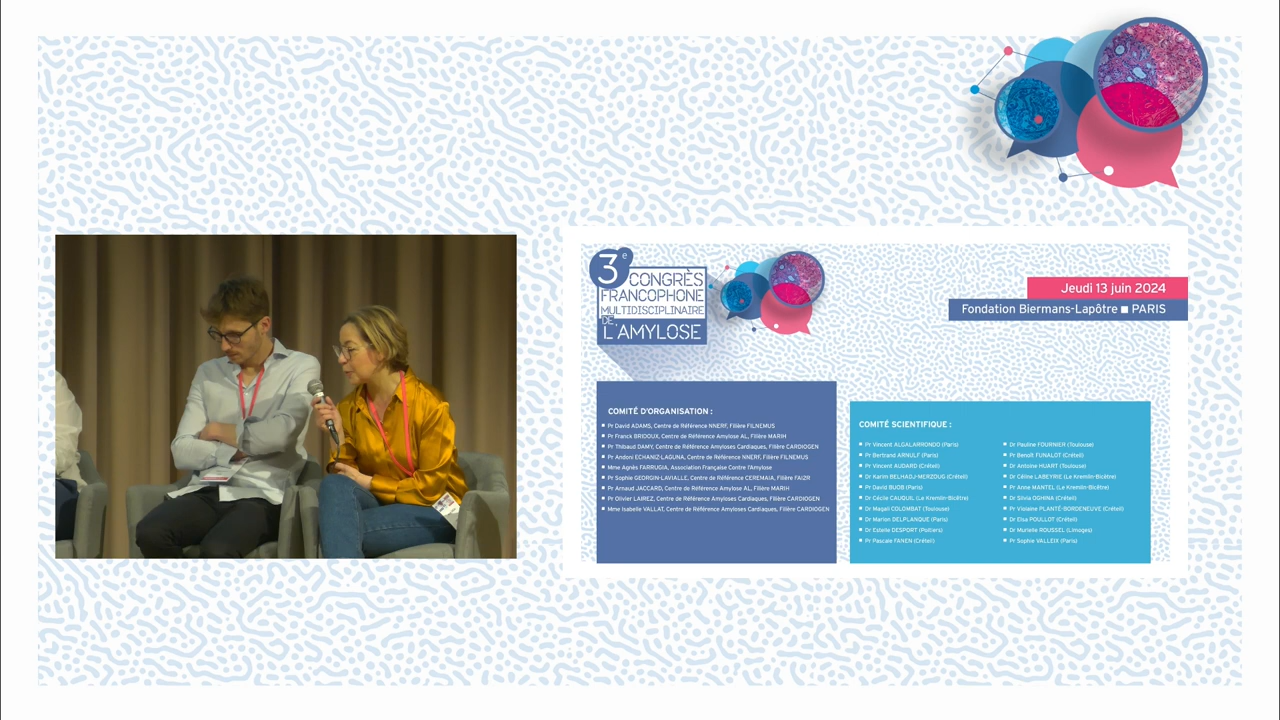 3e
CONGRÈS
FRANCOPHONE
MULTIDISCIPLINAIRE
DE
L'AMYLOSE
Jeudi 13 juin 2024
Fondation Biermans-Lapôtre ■ PARIS
COMITÉ D'ORGANISATION :
Pr David ADAMS, Centre de Référence NNERF, Filière FILNEMUS
Pr Franck BRIDOUX, Centre de Référence Amylose AL, Filière MARIH
Pr Thibaud DAMY, Centre de Référence Amyloses Cardiaques, Filière CARDIOGEN
Pr Andoni ECHANIZ-LAGUNA, Centre de Référence NNERF, Filière FILNEMUS
Mme Agnès FARRUGIA, Association Française Contre l'Amylose
Pr Sophie GEORGIN-LAVIALLE, Centre de Référence CEREMAIA, Filière FAI2R
Pr Arnaud JACCARD, Centre de Référence Amylose AL, Filière MARIH
Pr Olivier LAIREZ, Centre de Référence Amyloses Cardiaques, Filière CARDIOGEN
Mme Isabelle VALLAT, Centre de Référence Amyloses Cardiaques, Filière CARDIOGEN
COMITÉ SCIENTIFIQUE :
Pr Vincent ALGALARRONDO (Paris)
Pr Bertrand ARNULF (Paris)
Pr Vincent AUDARD (Créteil)
Dr Karim BELHADJ-MERZOUG (Créteil)
Pr David BUOB (Paris)
Dr Cécile CAUQUIL (Le Kremlin-Bicêtre)
Dr Magali COLOMBAT (Toulouse)
Dr Marion DELPLANQUE (Paris)
Dr Estelle DESPORT (Poitiers)
Pr Pascale FANEN (Créteil)
Dr Pauline FOURNIER (Toulouse)
Pr Benoît FUNALOT (Créteil)
Dr Antoine HUART (Toulouse)
Dr Céline LABEYRIE (Le Kremlin-Bicêtre)
Pr Anne MANTEL (Le Kremlin-Bicêtre)
Dr Silvia OGHINA (Créteil)
Pr Violaine PLANTÉ-BORDENEUVE (Créteil)
Dr Elsa POULLOT (Créteil)
Dr Murielle ROUSSEL (Limoges)
Pr Sophie VALLEIX (Paris)